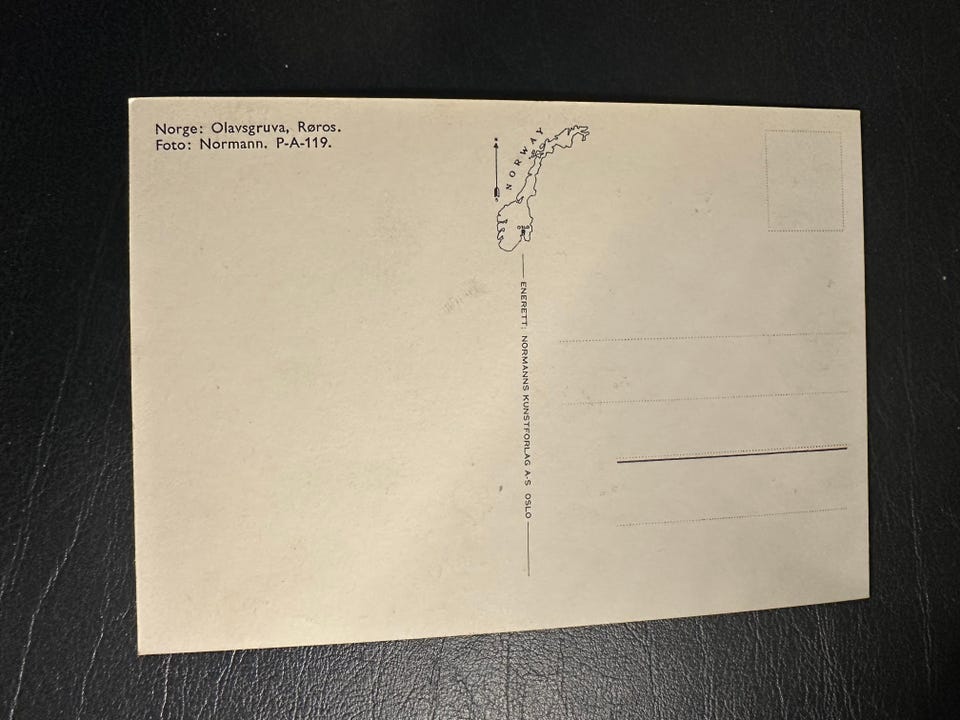 Norge: Olavsgruva, Røros.
Foto: Normann. P-A-119.
NORWAY
ENERETT: NORMANNS KUNSTFORLAG A-S OSLO